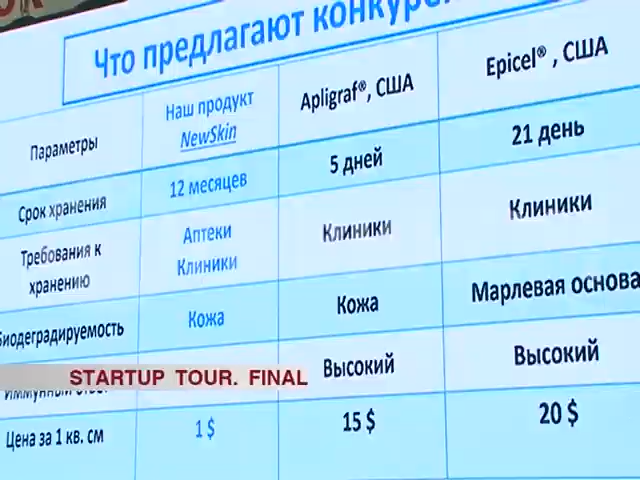 Что предлагают
Параметры
Наш продукт
NewSkin
Apligraf®, США
Epicel® , США
Срок хранения
12 месяцев
5 дней
21 день
Требования к
хранению
Аптеки
Клиники
Клиники
Клиники
Кожа
Кожа
Марлевая основа
STARTUP TOUR. FINAL
Высокий
Высокий
Цена за 1 кв. см
1 $
15 $
20 $